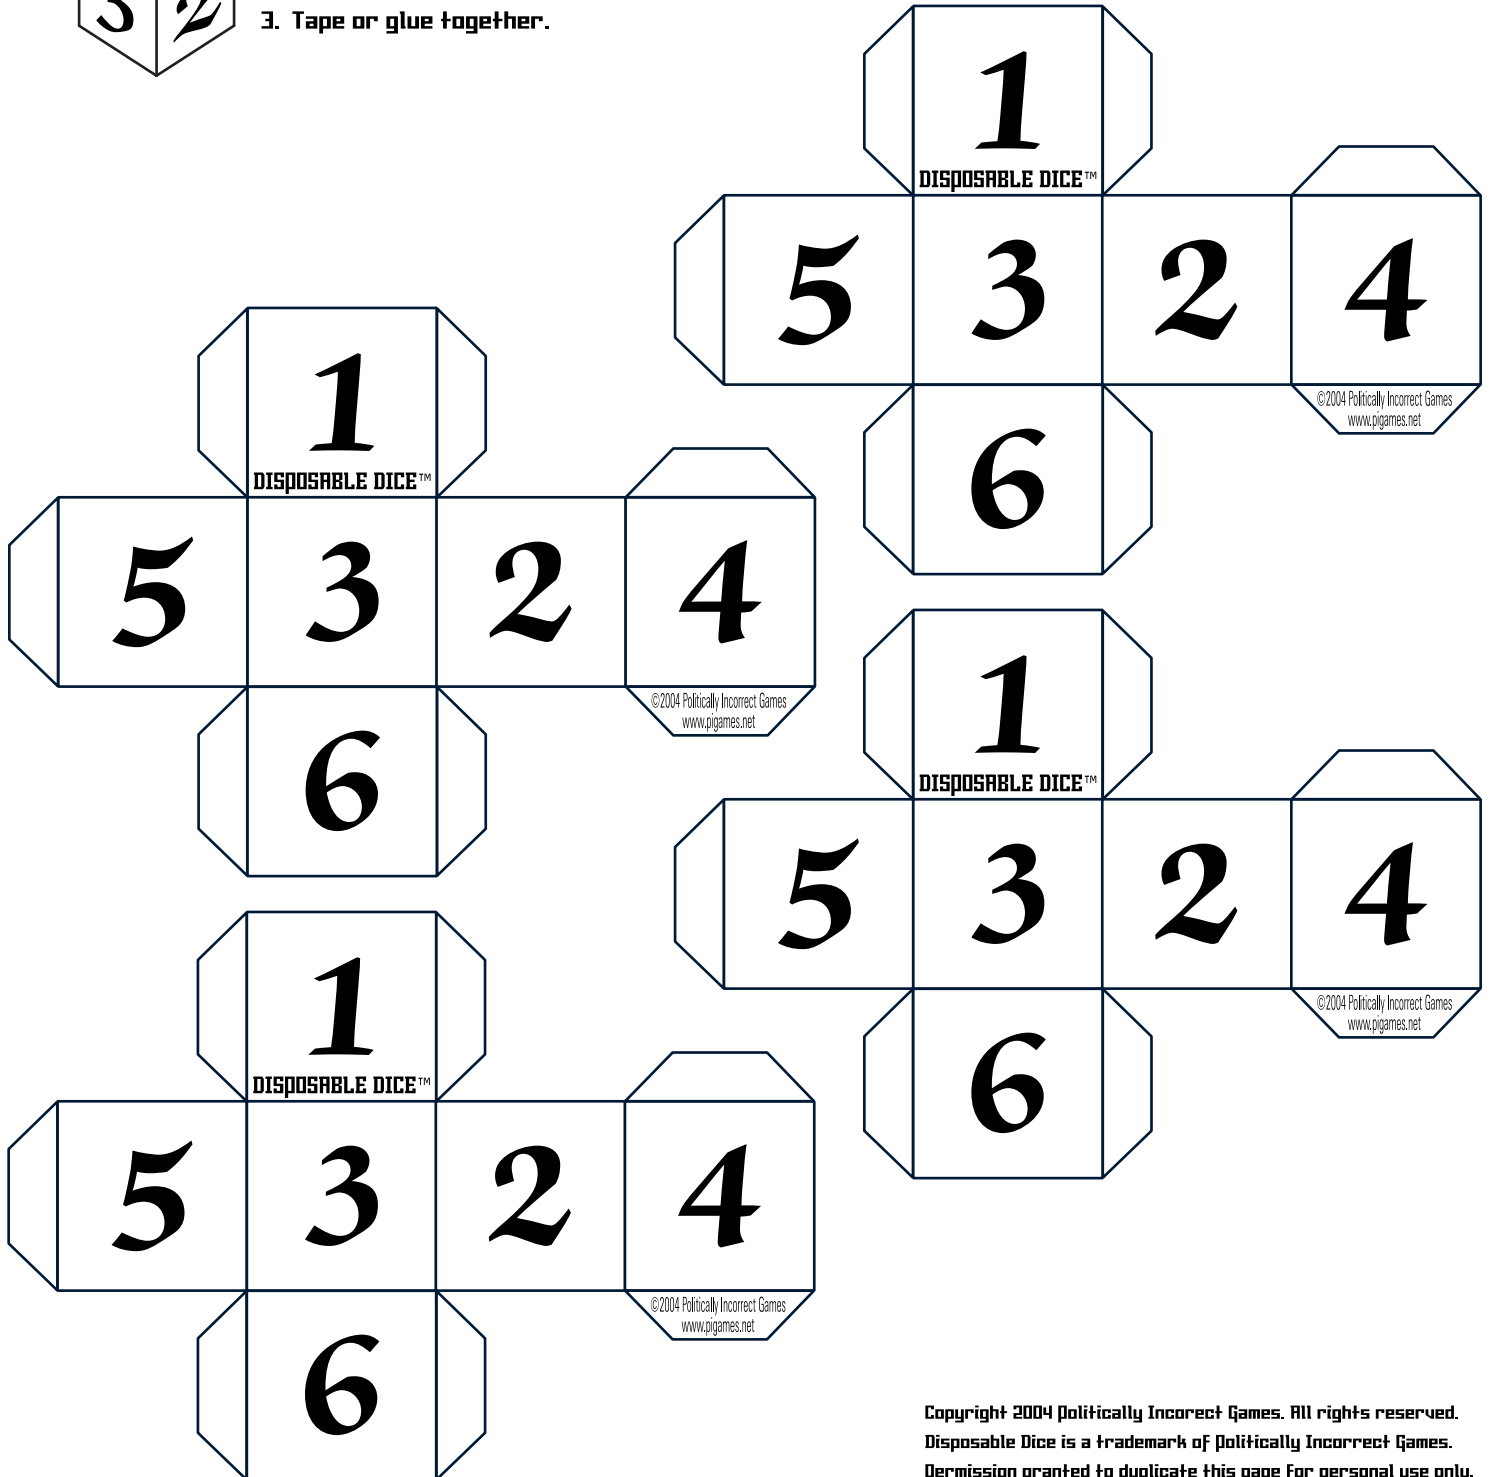 3 2
3. Tape or glue together.
1
DISPOSABLE DICE™
5 3 2 4
©2004 Politically Incorrect Games
www.pigames.net
6
1
DISPOSABLE DICE™
5 3 2 4
©2004 Politically Incorrect Games
www.pigames.net
6
1
DISPOSABLE DICE™
5 3 2 4
©2004 Politically Incorrect Games
www.pigames.net
6
1
DISPOSABLE DICE™
5 3 2 4
©2004 Politically Incorrect Games
www.pigames.net
6
Copyright 2004 Politically Incorect Games. All rights reserved.
Disposable Dice is a trademark of Politically Incorrect Games.
Permission granted to duplicate this page for personal use only.